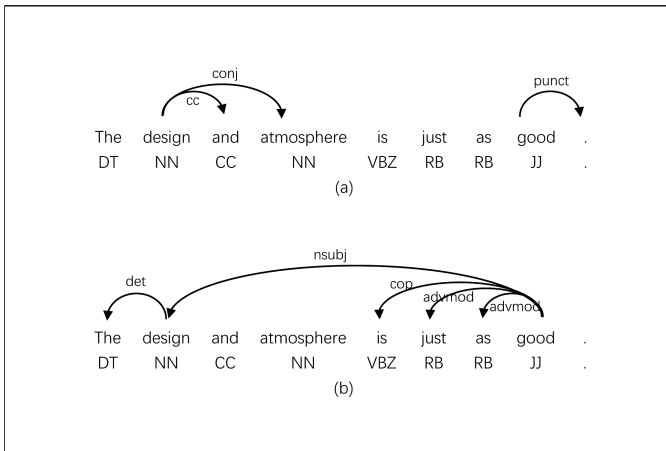 conj
punct
cc
The design and atmosphere is just as good .
DT NN CC NN VBZ RB RB JJ .
(a)
nsubj
det
cop
advmod
advmod
The design and atmosphere is just as good .
DT NN CC NN VBZ RB RB JJ .
(b)